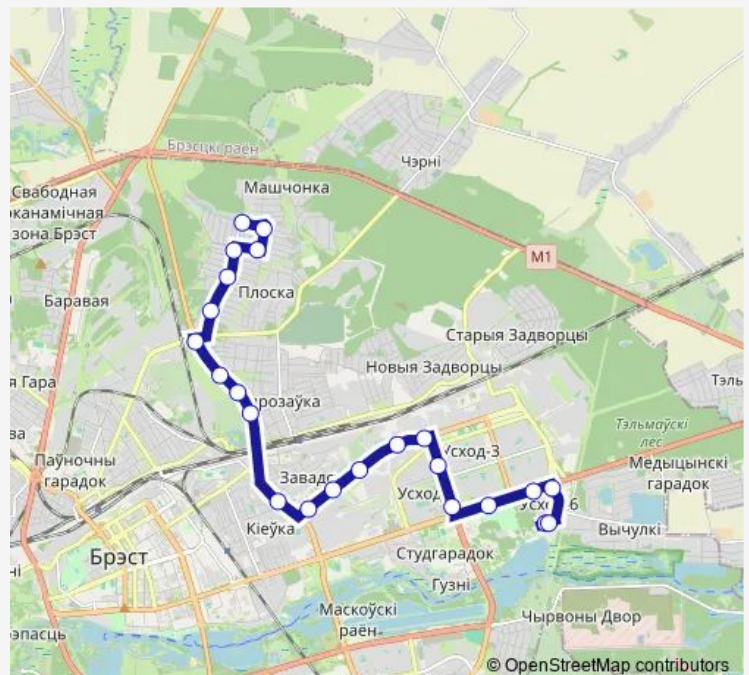 Брэсцкі раён
Чэрні
Свабодная
Машчонка
эканамічная
зона Брэст
M1
Плоска
Баравая
Старыя Задворцы
Новыя Задворцы
я Гара
Тэль
розаўка
ва
Тэльмаўскі
лес
Усход-3
Паўночны
гарадок
Завадс
Медыцынскі
гарадок
Усход
Усход-6
Кіеўка
Вычулкі
Брэст
Студгарадок
ні
Гузні
Маскоўскі
раён
Чырвоны Двор
эпасць
© OpenStreetMap contributors